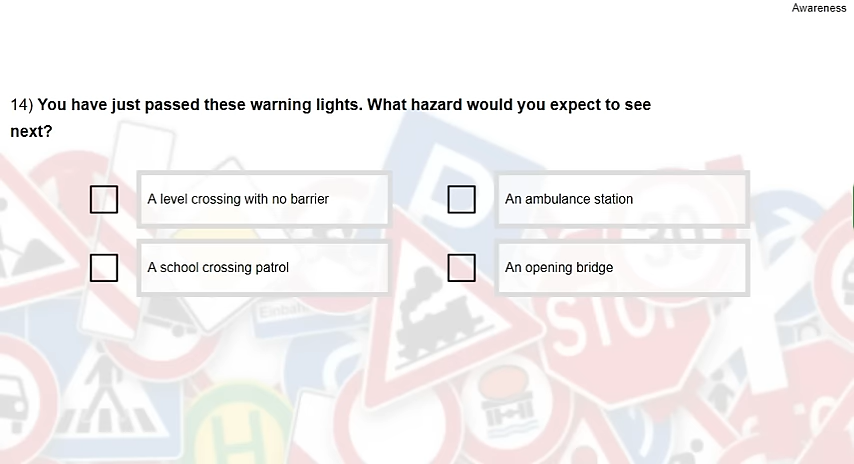 Awareness
14) You have just passed these warning lights. What hazard would you expect to see
next?
A level crossing with no barrier
An ambulance station
A school crossing patrol
An opening bridge
30
Einbah
STOP
P
H